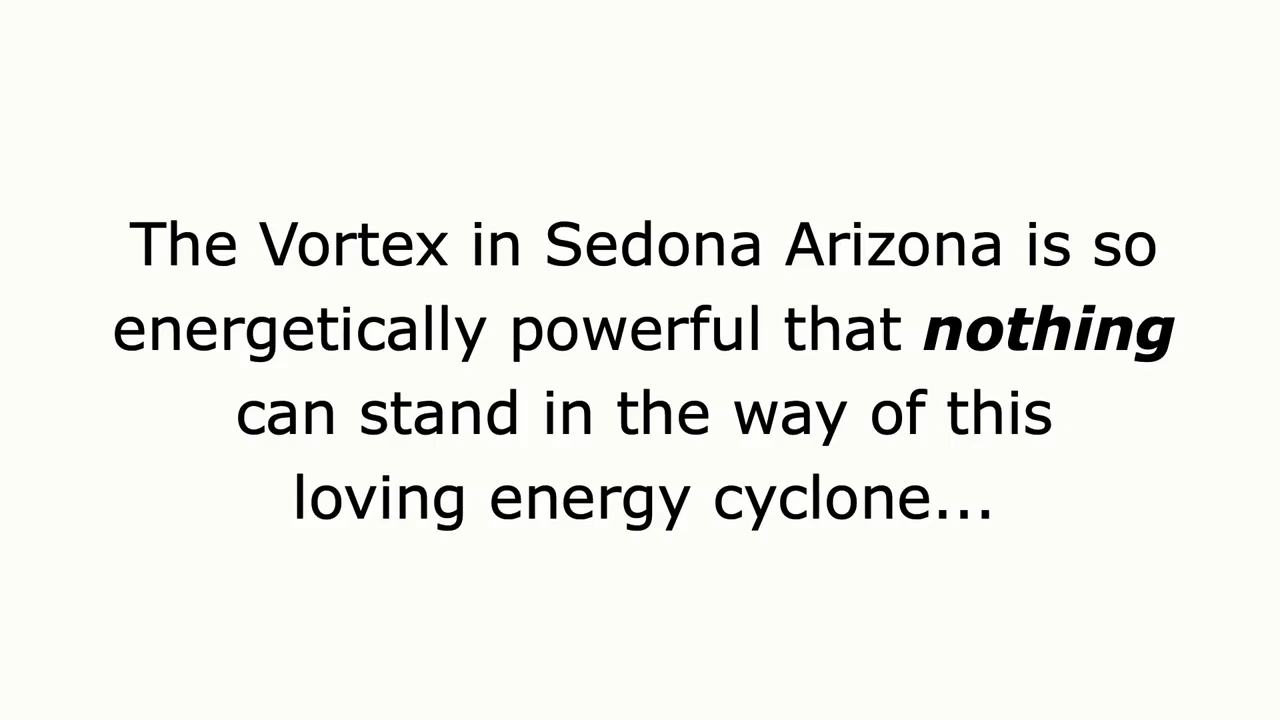 The Vortex in Sedona Arizona is so
energetically powerful that nothing
can stand in the way of this
loving energy cyclone...